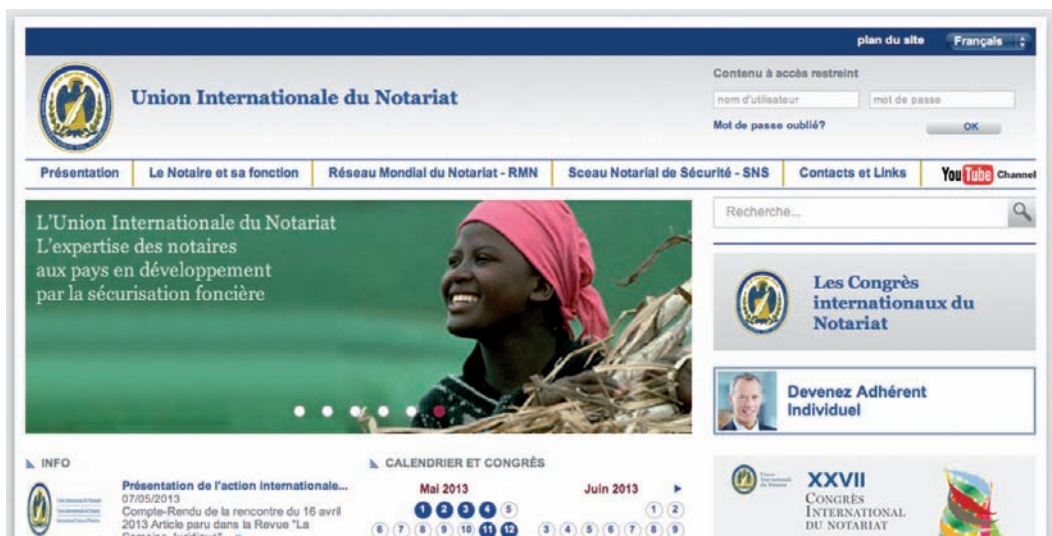 plan du site
Français
Union Internationale du Notariat
Contenu à accès restreint
nom d'utilisateur
mot de passe
Mot de passe oublié?
OK
Présentation
Le Notaire et sa fonction
Réseau Mondial du Notariat - RMN
Sceau Notarial de Sécurité - SNS
Contacts et Links
YouTube Channel
L'Union Internationale du Notariat
L'expertise des notaires
aux pays en développement
par la sécurisation foncière
Recherche...
Les Congrès
internationaux du
Notariat
Devenez Adhérent
Individuel
INFO
Présentation de l'action internationale...
07/05/2013
Compte-Rendu de la rencontre du 16 avril
2013 Article paru dans la Revue "La
Semaine Juridique"
CALENDRIER ET CONGRÈS
Mai 2013
1 2 3 4 5
6 7 8 9 10 11 12
Juin 2013
1 2
3 4 5 6 7 8 9
XXVII
CONGRÈS
INTERNATIONAL
DU NOTARIAT